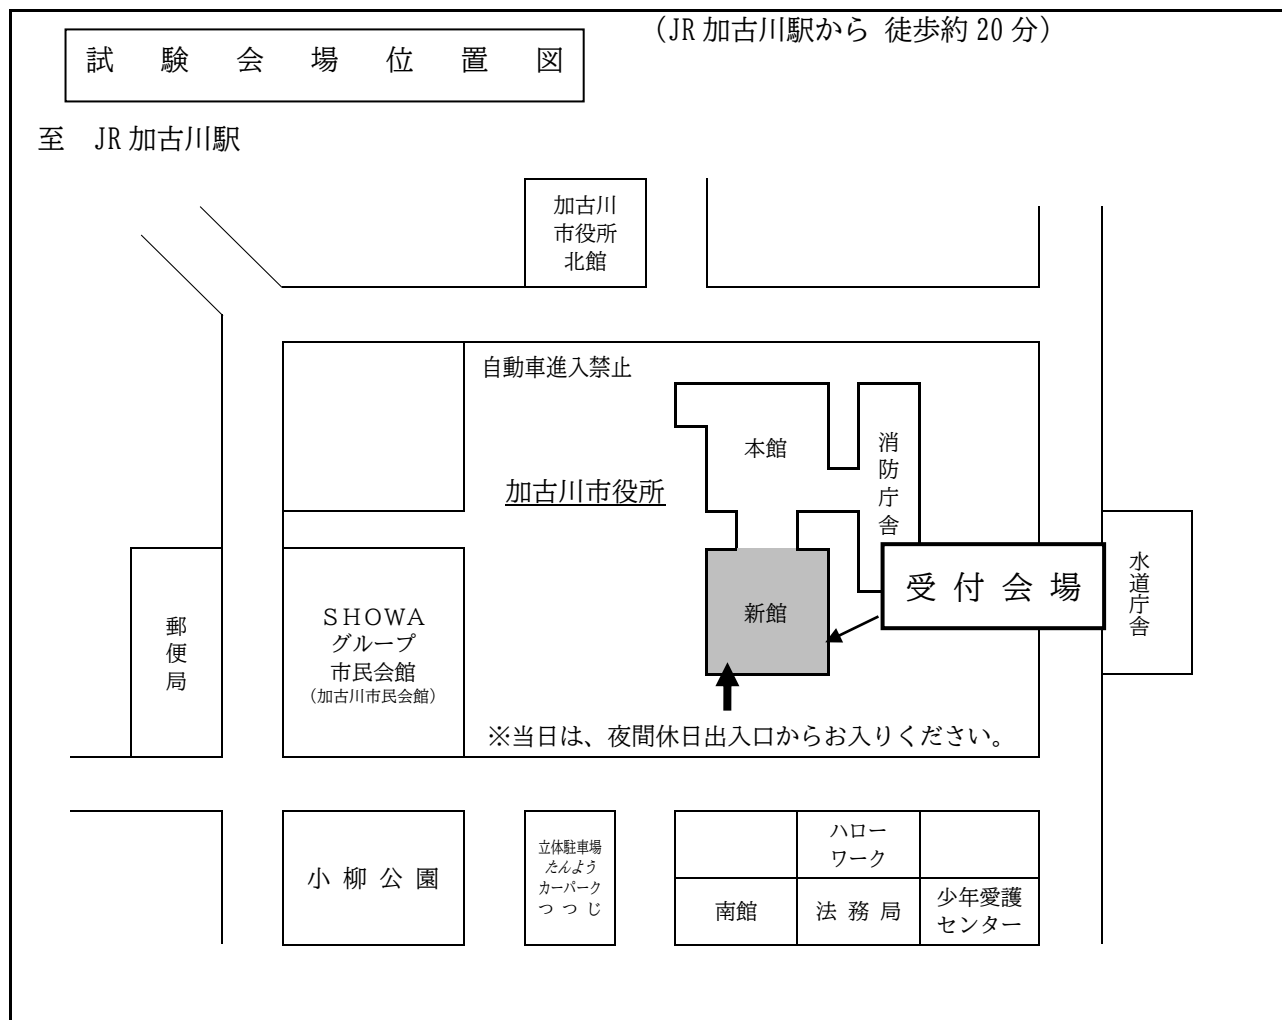 （JR 加古川駅から 徒歩約 20 分）
試験会場位置図
至 JR 加古川駅
加古川
市役所
北館
自動車進入禁止
本館
消防庁舎
加古川市役所
受付会場
水道庁舎
新館
郵便局
SHOWA
グループ
市民会館
（加古川市民会館）
※当日は、夜間休日出入口からお入りください。
小柳公園
立体駐車場
たんよう
カーパーク
つつじ
ハロー
ワーク
南館
法務局
少年愛護
センター